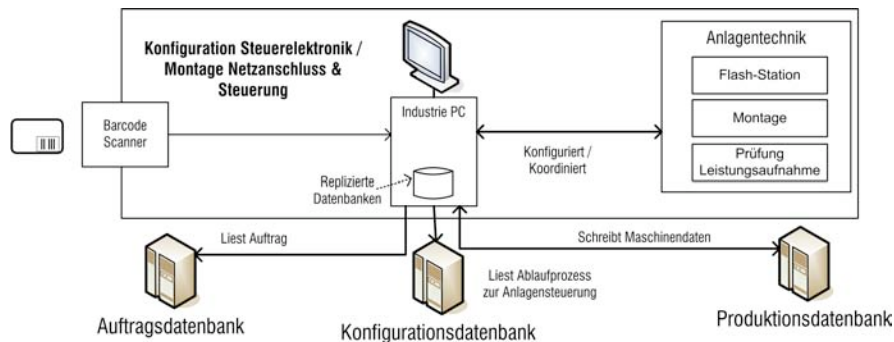 Konfiguration Steuerelektronik /
Montage Netzanschluss &
Steuerung
Anlagentechnik
Flash-Station
Montage
Prüfung
Leistungsaufnahme
Barcode
Scanner
Industrie PC
Konfiguriert /
Koordiniert
Replizierte
Datenbanken
Liest Auftrag
Schreibt Maschinendaten
Liest Ablaufprozess
zur Anlagensteuerung
Auftragsdatenbank
Konfigurationsdatenbank
Produktionsdatenbank